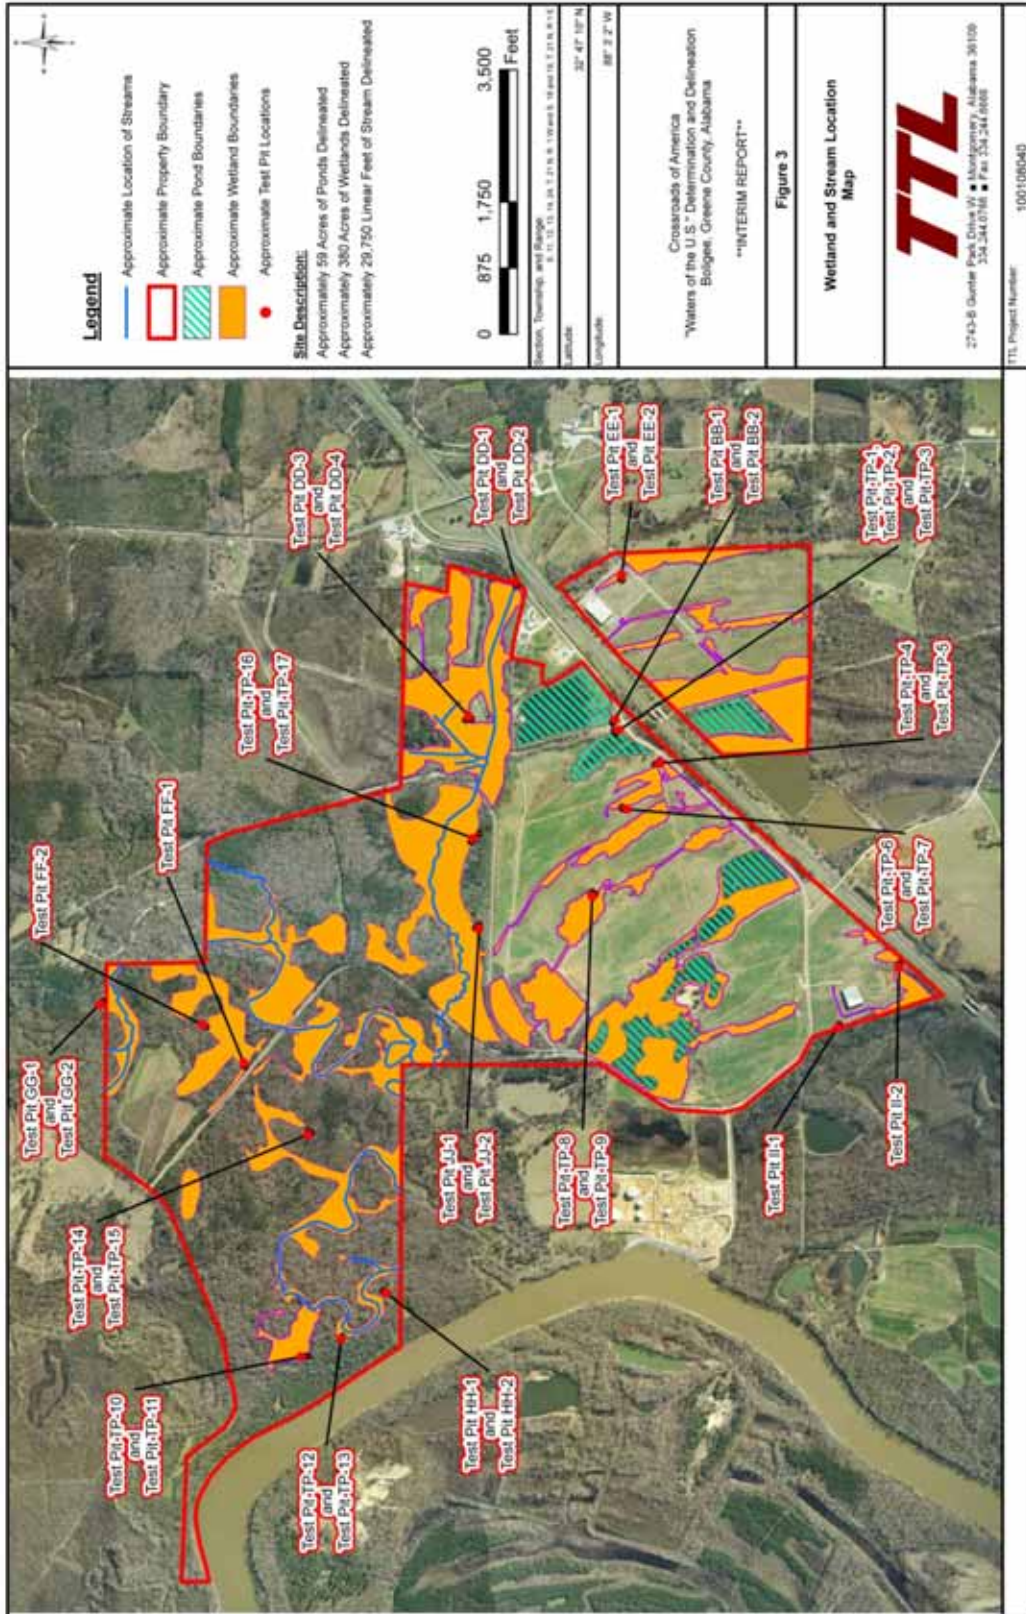 Legend
Approximate Location of Streams
Approximate Property Boundary
Approximate Pond Boundaries
Approximate Wetland Boundaries
Approximate Test Pit Locations
Site Description:
Approximately 59 Acres of Ponds Delineated
Approximately 380 Acres of Wetlands Delineated
Approximately 29,750 Linear Feet of Stream Delineated
0 875 1,750 3,500
Feet
Section, Township, and Range:
Latitude: 32° 47' 10" N
Longitude: 88° 2' 2" W
Crossroads of America
"Waters of the U.S." Determination and Delineation
Boligee, Greene County, Alabama
**INTERIM REPORT**
Figure 3
Wetland and Stream Location
Map
TTL
2743-B Gunter Park Drive W ■ Montgomery, Alabama 36109
334.244.0766 ■ Fax 334.244.6668
TTL Project Number: 100108040
Test Pit TP-10
and
Test Pit TP-11
Test Pit TP-12
and
Test Pit TP-13
Test Pit TP-14
and
Test Pit TP-15
Test Pit HH-1
and
Test Pit HH-2
Test Pit GG-1
and
Test Pit GG-2
Test Pit FF-2
Test Pit FF-1
Test Pit JJ-1
and
Test Pit JJ-2
Test Pit TP-8
and
Test Pit TP-9
Test Pit II-1
Test Pit II-2
Test Pit TP-16
and
Test Pit TP-17
Test Pit TP-6
and
Test Pit TP-7
Test Pit TP-4
and
Test Pit TP-5
Test Pit DD-3
and
Test Pit DD-4
Test Pit DD-1
and
Test Pit DD-2
Test Pit EE-1
and
Test Pit EE-2
Test Pit BB-1
and
Test Pit BB-2
Test Pit TP-1,
Test Pit TP-2,
and
Test Pit TP-3